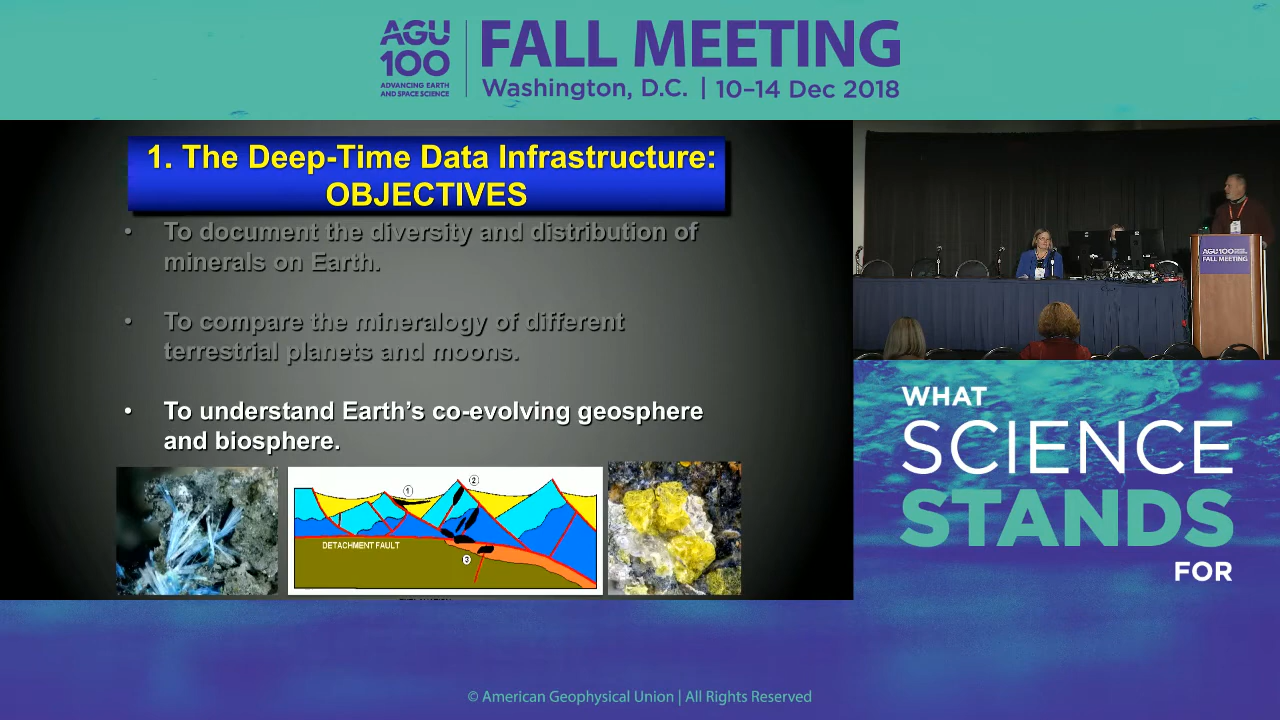 AGU
100
ADVANCING EARTH
AND SPACE SCIENCE
FALL MEETING
Washington, D.C. | 10–14 Dec 2018
1. The Deep-Time Data Infrastructure:
OBJECTIVES
• To document the diversity and distribution of
minerals on Earth.
• To compare the mineralogy of different
terrestrial planets and moons.
• To understand Earth's co-evolving geosphere
and biosphere.
1
2
DETACHMENT FAULT
3
AGU100
FALL MEETING
WHAT
SCIENCE
STANDS
FOR
© American Geophysical Union | All Rights Reserved